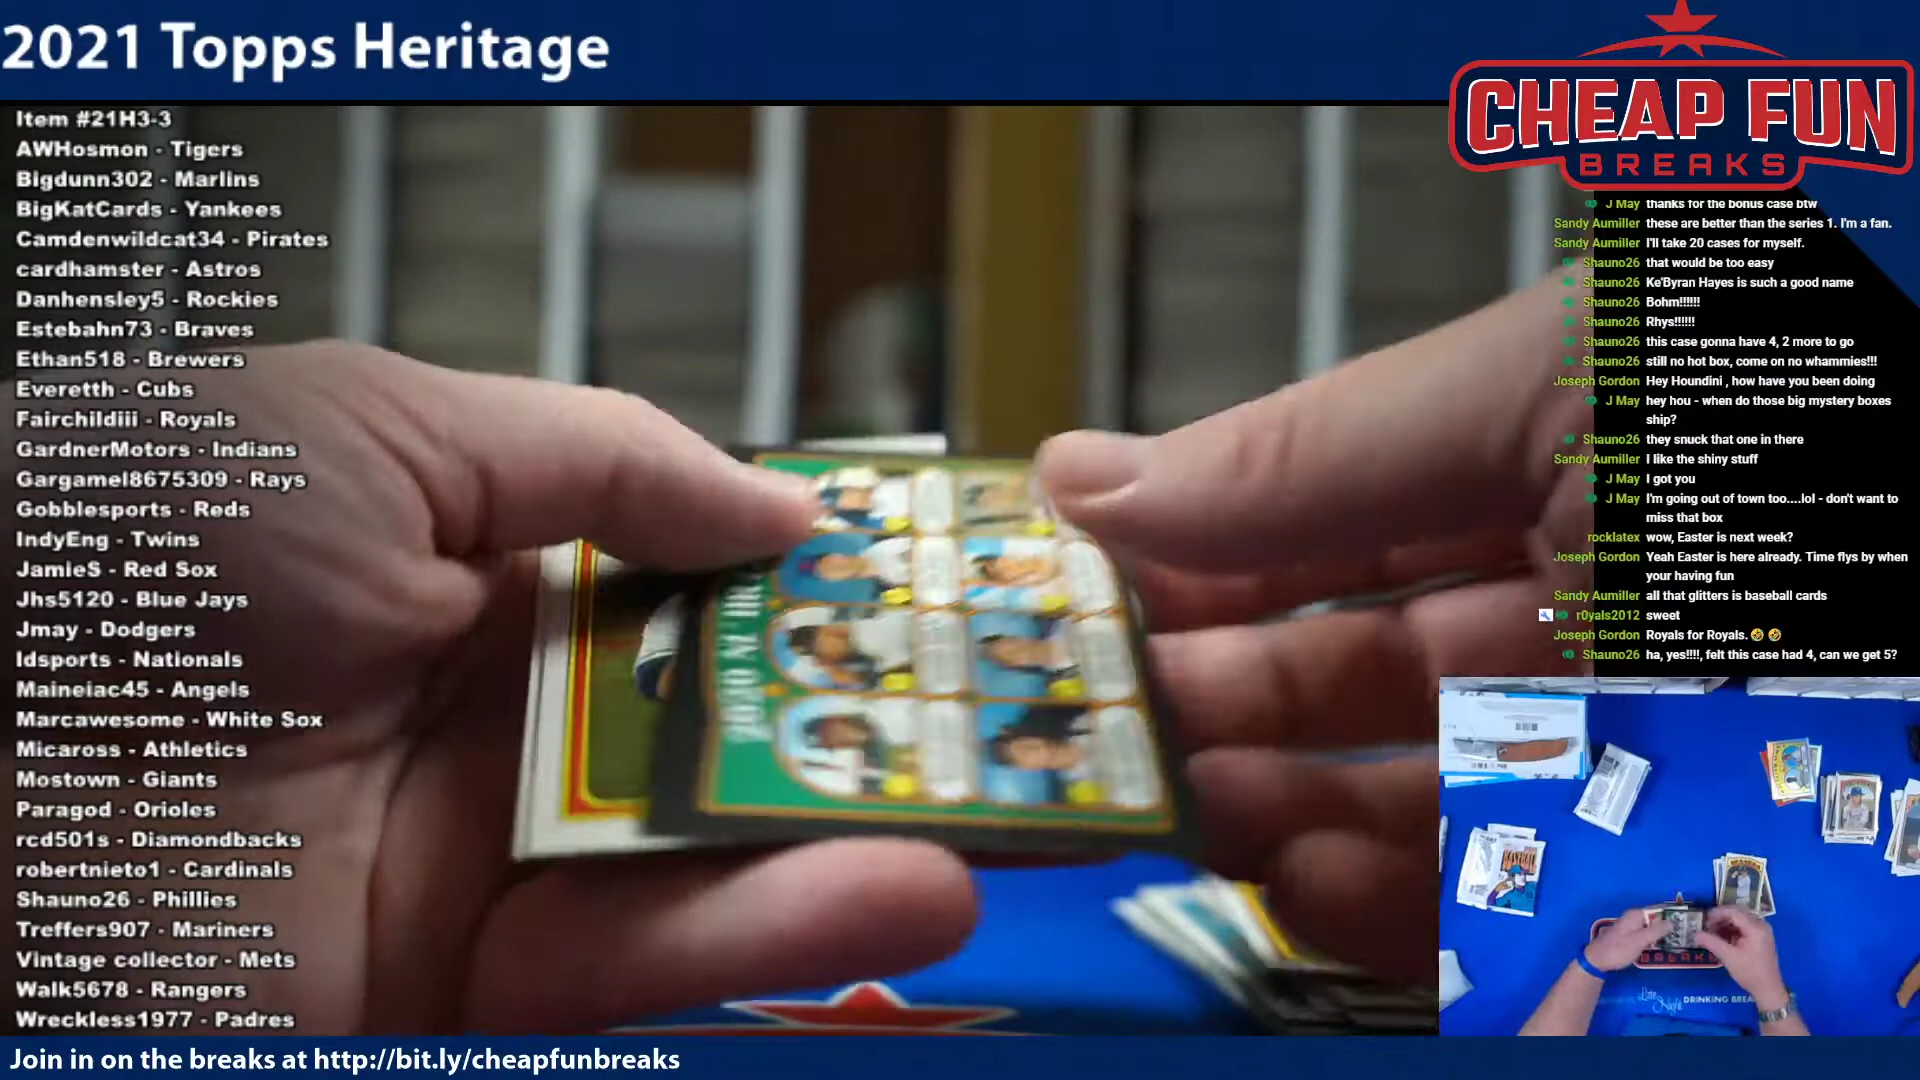 2021 Topps Heritage
Item #21H3-3
AWHosmon - Tigers
Bigdunn302 - Marlins
BigKatCards - Yankees
Camdenwildcat34 - Pirates
cardhamster - Astros
Danhensley5 - Rockies
Estebahn73 - Braves
Ethan518 - Brewers
Everetth - Cubs
Fairchildiii - Royals
GardnerMotors - Indians
Gargamel8675309 - Rays
Gobblesports - Reds
IndyEng - Twins
JamieS - Red Sox
Jhs5120 - Blue Jays
Jmay - Dodgers
ldsports - Nationals
Maineiac45 - Angels
Marcawesome - White Sox
Micaross - Athletics
Mostown - Giants
Paragod - Orioles
rcd501s - Diamondbacks
robertnieto1 - Cardinals
Shauno26 - Phillies
Treffers907 - Mariners
Vintage collector - Mets
Walk5678 - Rangers
Wreckless1977 - Padres
Join in on the breaks at http://bit.ly/cheapfunbreaks
CHEAP FUN
BREAKS
J May thanks for the bonus case btw
Sandy Aumiller these are better than the series 1. I'm a fan.
Sandy Aumiller I'll take 20 cases for myself.
Shauno26 that would be too easy
Shauno26 Ke'Byran Hayes is such a good name
Shauno26 Bohm!!!!!!
Shauno26 Rhys!!!!!!
Shauno26 this case gonna have 4, 2 more to go
Shauno26 still no hot box, come on no whammies!!!
Joseph Gordon Hey Houndini , how have you been doing
J May hey hou - when do those big mystery boxes
ship?
Shauno26 they snuck that one in there
Sandy Aumiller I like the shiny stuff
J May I got you
J May I'm going out of town too....lol - don't want to
miss that box
rocklatex wow, Easter is next week?
Joseph Gordon Yeah Easter is here already. Time flys by when
your having fun
Sandy Aumiller all that glitters is baseball cards
r0yals2012 sweet
Joseph Gordon Royals for Royals. 🤣 🤣
Shauno26 ha, yes!!!!, felt this case had 4, can we get 5?
2020 NL
BASEBALL
BREAKS
Late Night DRINKING